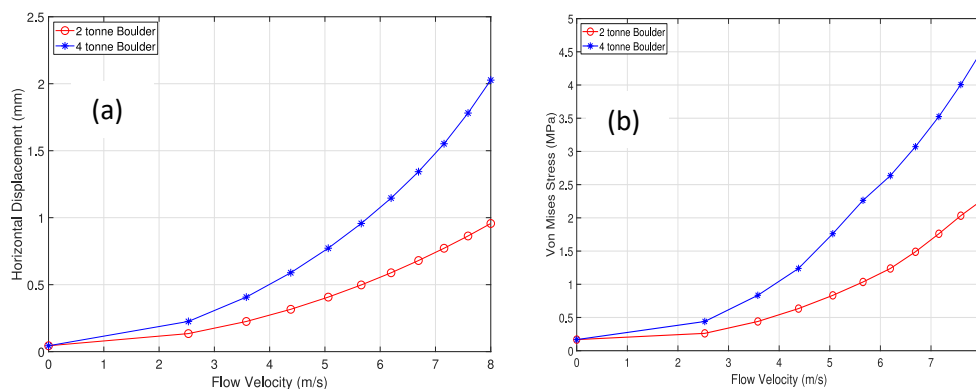 2.5
2 tonne Boulder
4 tonne Boulder
2
(a)
1.5
1
0.5
0
Horizontal Displacement (mm)
0 1 2 3 4 5 6 7 8
Flow Velocity (m/s)
5
2 tonne Boulder
4 tonne Boulder
4.5
4
3.5
(b)
3
2.5
2
1.5
1
0.5
0
Von Mises Stress (MPa)
0 1 2 3 4 5 6 7
Flow Velocity (m/s)